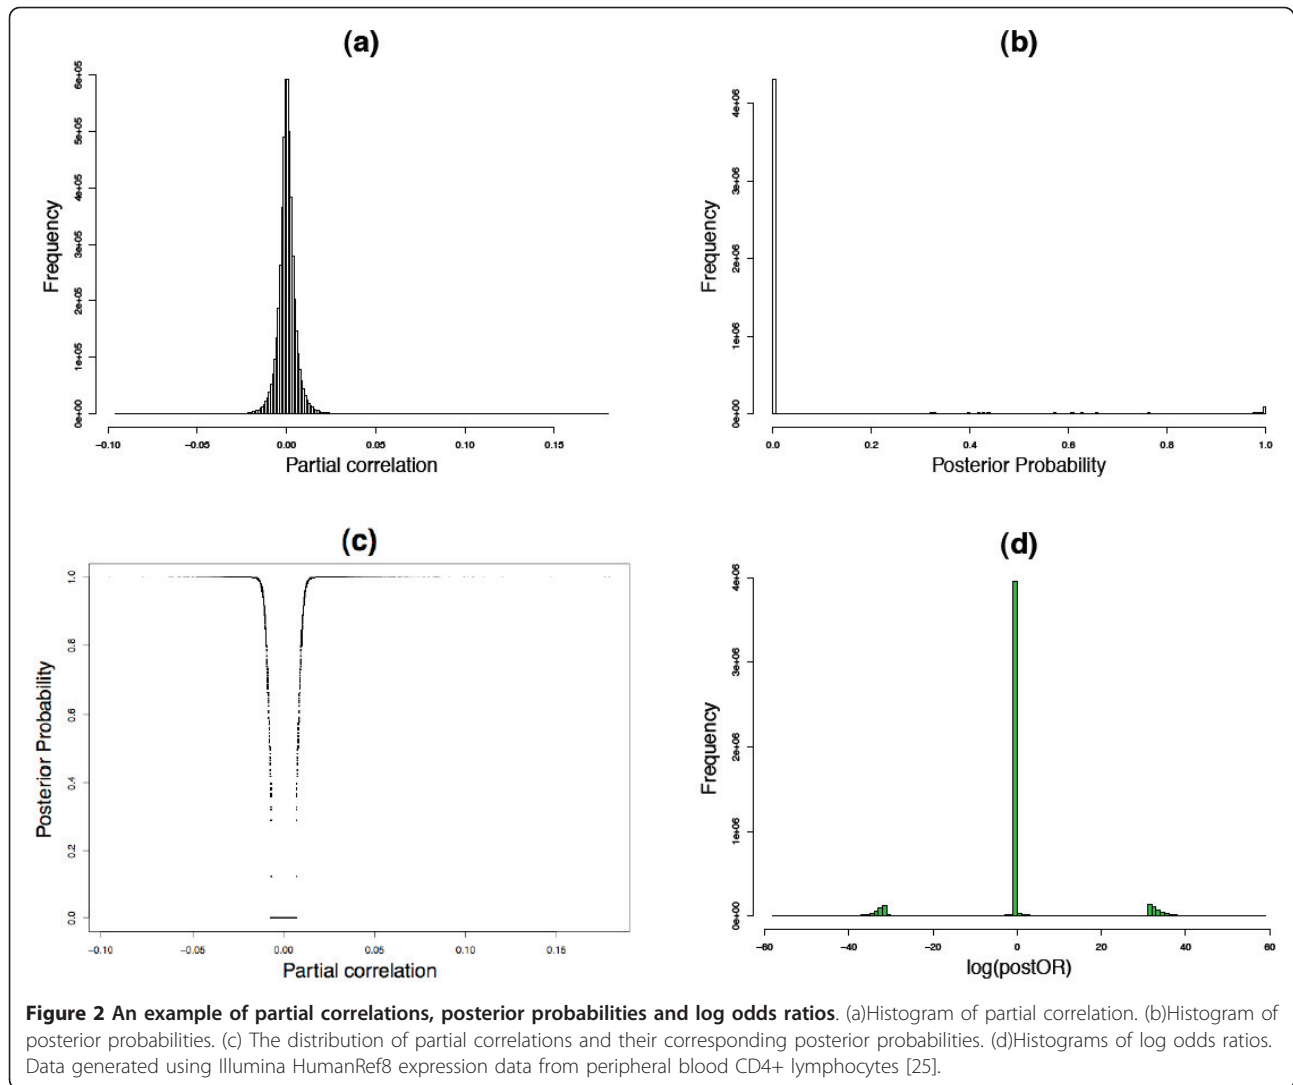 (a)
Frequency
0e+00 1e+05 2e+05 3e+05 4e+05 5e+05 6e+05
−0.10 −0.05 0.00 0.05 0.10 0.15
Partial correlation
(b)
Frequency
0e+00 1e+06 2e+06 3e+06 4e+06
0.0 0.2 0.4 0.6 0.8 1.0
Posterior Probability
(c)
Posterior Probability
0.0 0.2 0.4 0.6 0.8 1.0
−0.10 −0.05 0.00 0.05 0.10 0.15
Partial correlation
(d)
Frequency
0e+00 1e+06 2e+06 3e+06 4e+06
−60 −40 −20 0 20 40 60
log(postOR)
Figure 2 An example of partial correlations, posterior probabilities and log odds ratios. (a)Histogram of partial correlation. (b)Histogram of
posterior probabilities. (c) The distribution of partial correlations and their corresponding posterior probabilities. (d)Histograms of log odds ratios.
Data generated using Illumina HumanRef8 expression data from peripheral blood CD4+ lymphocytes [25].